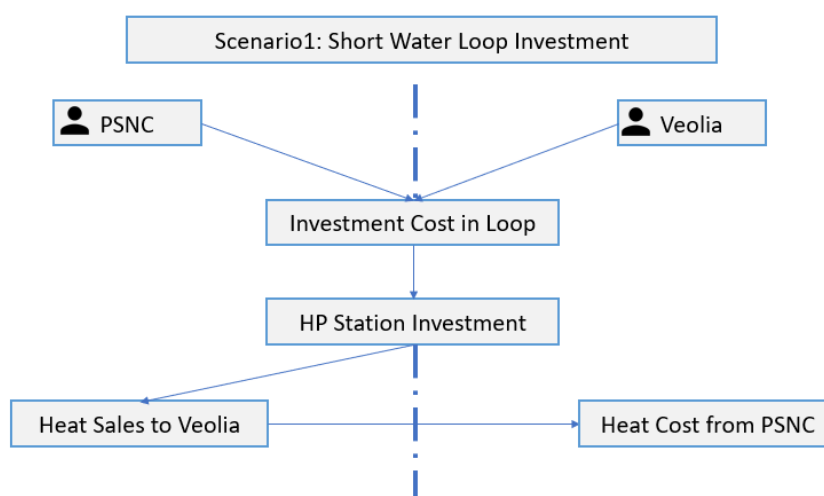 Scenario1: Short Water Loop Investment
PSNC
Veolia
Investment Cost in Loop
HP Station Investment
Heat Sales to Veolia
Heat Cost from PSNC